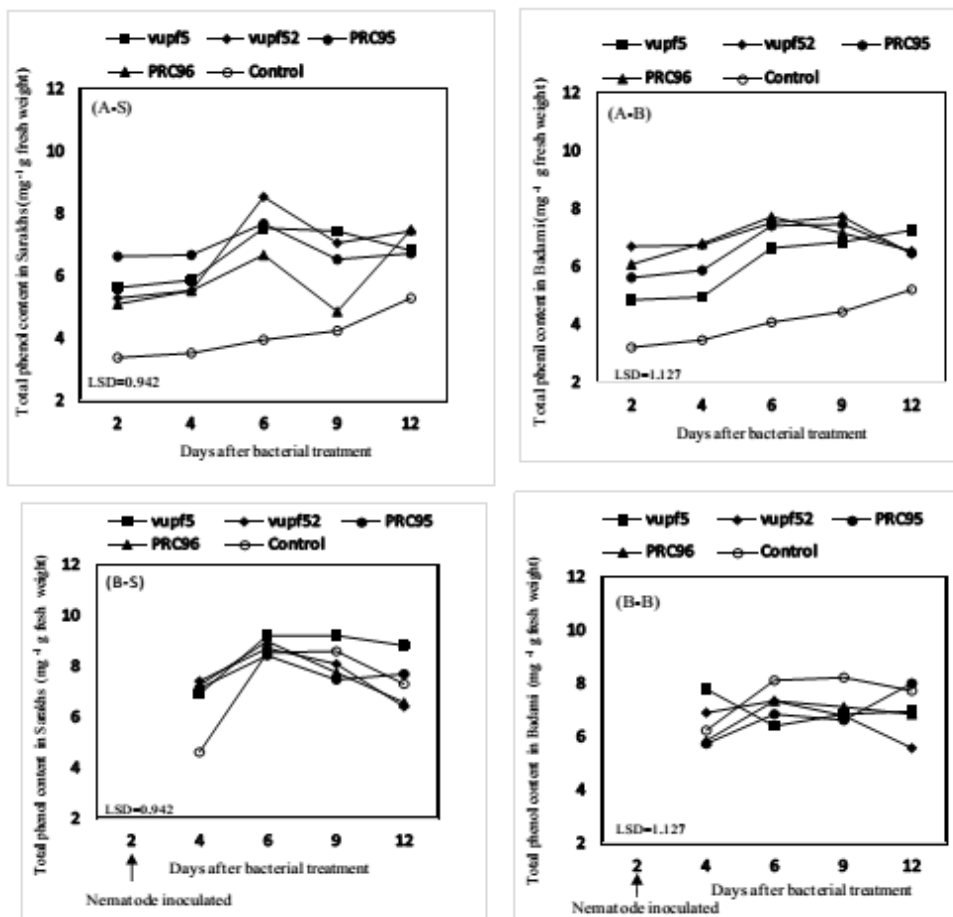 vupf5 vupf52 PRC95
PRC96 Control
Total phenol content in Sarakhs (mg⁻¹ g fresh weight)
12
10
8
6
4
2
(A-S)
LSD=0.942
2 4 6 9 12
Days after bacterial treatment
vupf5 vupf52 PRC95
PRC96 Control
Total phenil content in Badami (mg⁻¹ g fresh weight)
12
10
8
6
4
2
(A-B)
LSD=1.127
2 4 6 9 12
Days after bacterial treatment
vupf5 vupf52 PRC95
PRC96 Control
Total phenol content in Sarakhs (mg⁻¹ g fresh weight)
12
10
8
6
4
2
(B-S)
LSD=0.942
2 4 6 9 12
Days after bacterial treatment
Nematode inoculated
vupf5 vupf52 PRC95
PRC96 Control
Total phenol content in Badami (mg⁻¹ g fresh weight)
12
10
8
6
4
2
(B-B)
LSD=1.127
2 4 6 9 12
Days after bacterial treatment
Nematode inoculated